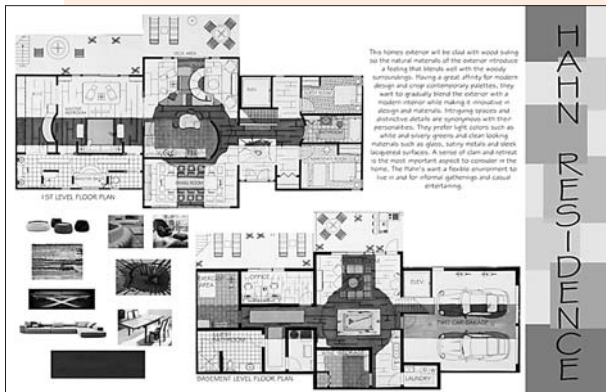 DECK AREA
ELEV.
MASTER
BEDROOM
DINING ROOM
1ST LEVEL FLOOR PLAN
This homes exterior will be clad with wood siding
so the natural materials of the exterior introduce
a feeling that blends well with the woody
surroundings. Having a great affinity for modern
design and crisp contemporary palettes, they
want to gradually blend the exterior with a
modern interior while making it innovative in
design and materials. Intriguing spaces and
distinctive details are synonymous with their
personalities. They prefer light colors such as
white and silvery greens and clean looking
materials such as glass, satiny metals and sleek
lacquered surfaces. A sense of calm and retreat
is the most important aspect to consider in the
home. The Hahn's want a flexible environment to
live in and for informal gatherings and casual
entertaining.
HAHN RESIDENCE
EXERCISE
AREA
OFFICE
ELEV.
TWO CAR GARAGE
LAUNDRY
BASEMENT LEVEL FLOOR PLAN